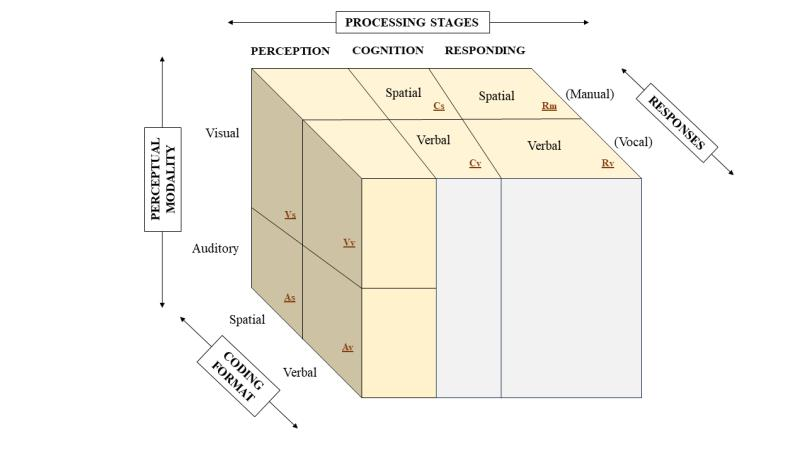 PROCESSING STAGES
PERCEPTION COGNITION RESPONDING
Spatial
Cs
Spatial
Rm
(Manual)
RESPONSES
Visual
Verbal
Cv
Verbal
Rv
(Vocal)
PERCEPTUAL
MODALITY
Vs
Vv
Auditory
As
Av
Spatial
Verbal
CODING
FORMAT